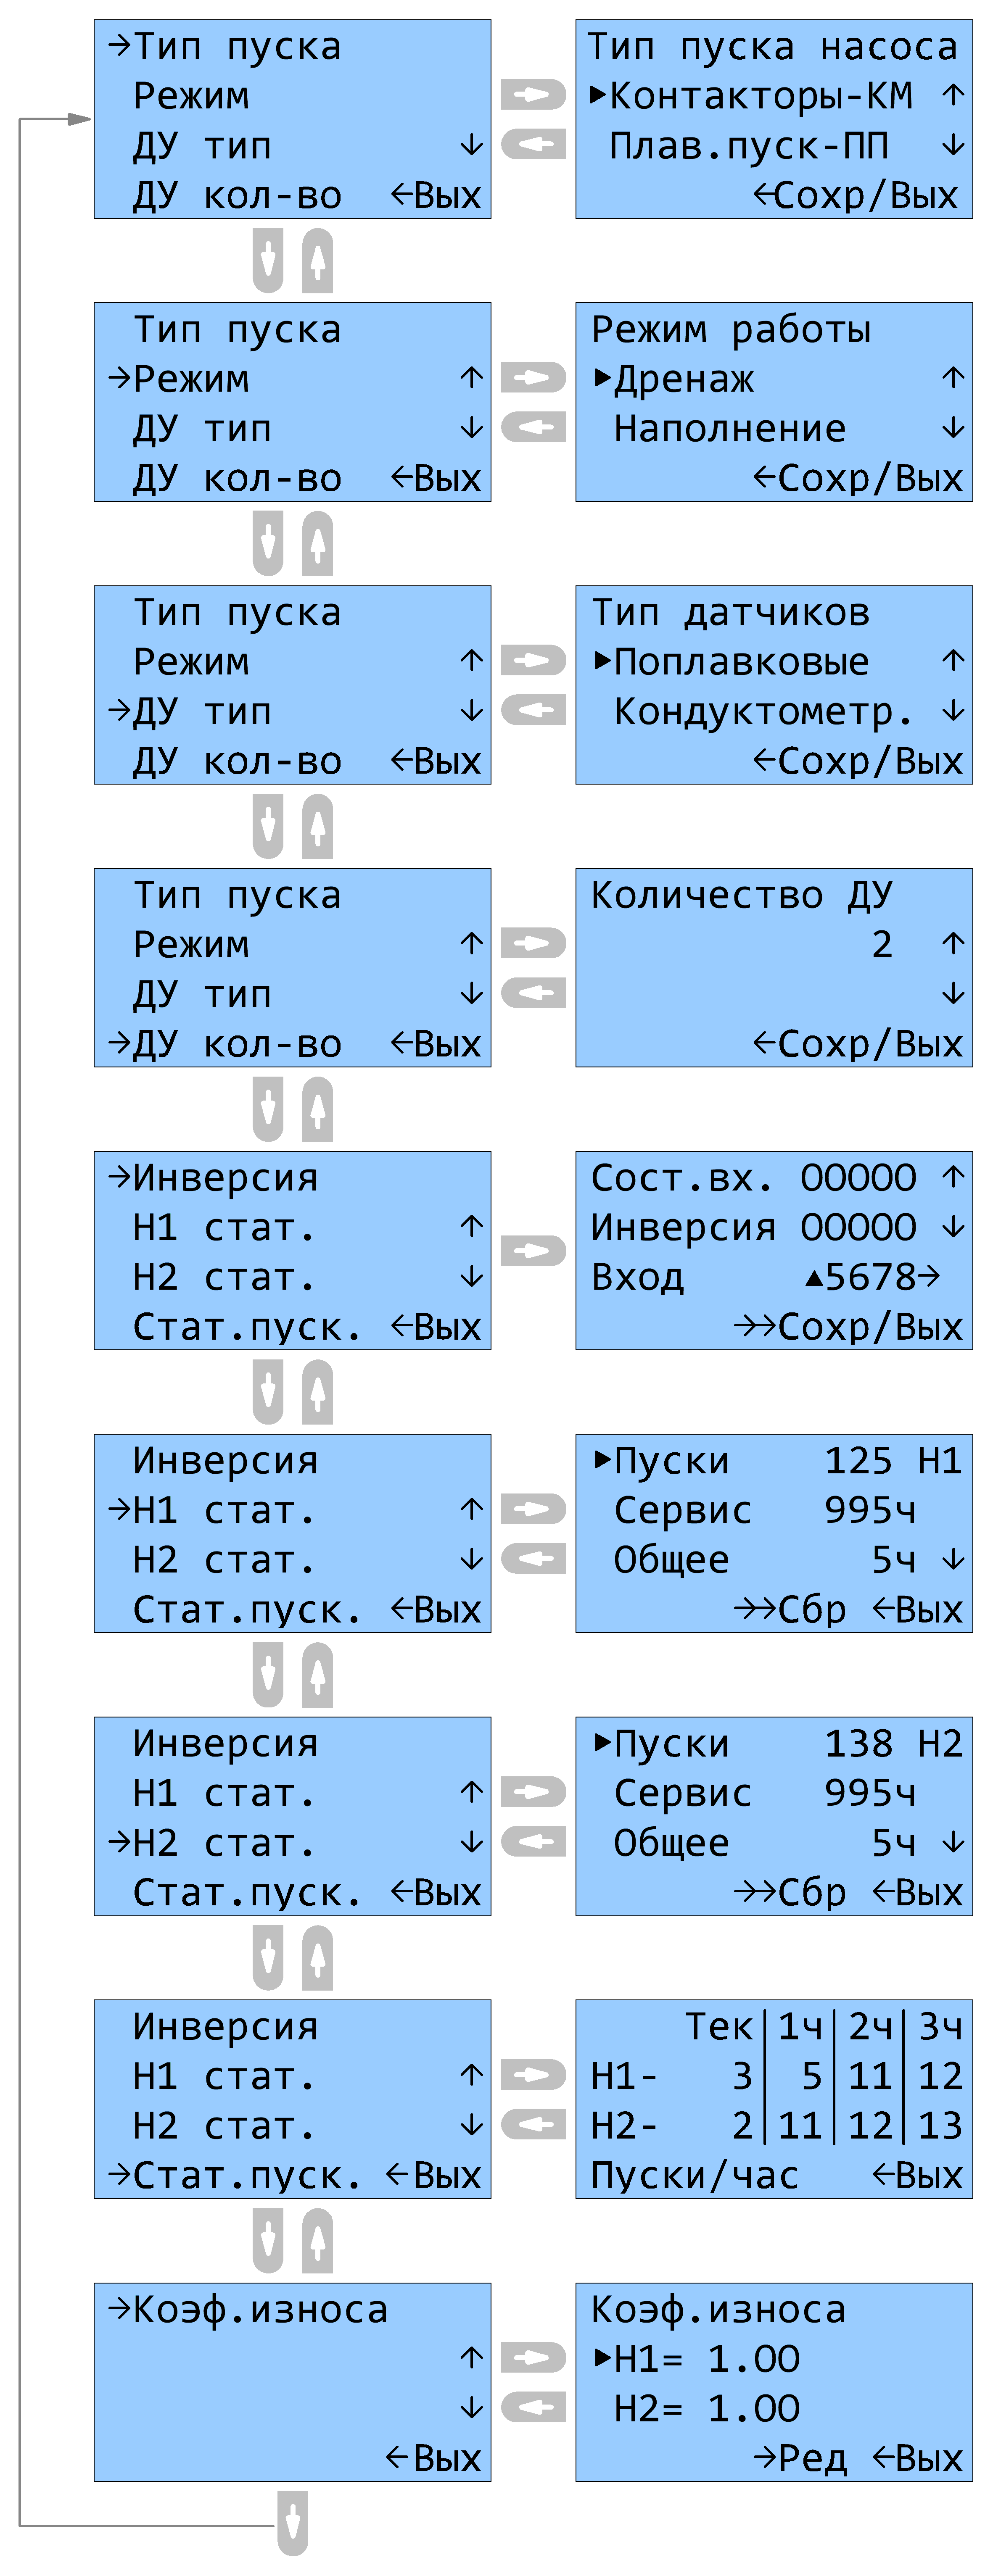 →Тип пуска
Режим
ДУ тип ↓
ДУ кол-во ←Вых
Тип пуска насоса
▶Контакторы-КМ ↑
Плав.пуск-ПП ↓
←Сохр/Вых
Тип пуска
→Режим ↑
ДУ тип ↓
ДУ кол-во ←Вых
Режим работы
▶Дренаж ↑
Наполнение ↓
←Сохр/Вых
Тип пуска
Режим ↑
→ДУ тип ↓
ДУ кол-во ←Вых
Тип датчиков
▶Поплавковые ↑
Кондуктометр. ↓
←Сохр/Вых
Тип пуска
Режим ↑
ДУ тип ↓
→ДУ кол-во ←Вых
Количество ДУ
2 ↑
↓
←Сохр/Вых
→Инверсия
Н1 стат. ↑
Н2 стат. ↓
Стат.пуск. ←Вых
Сост.вх. 00000 ↑
Инверсия 00000 ↓
Вход ▲5678→
→→Сохр/Вых
Инверсия
→Н1 стат. ↑
Н2 стат. ↓
Стат.пуск. ←Вых
▶Пуски 125 Н1
Сервис 995ч
Общее 5ч ↓
→→Сбр ←Вых
Инверсия
Н1 стат. ↑
→Н2 стат. ↓
Стат.пуск. ←Вых
▶Пуски 138 Н2
Сервис 995ч
Общее 5ч ↓
→→Сбр ←Вых
Инверсия
Н1 стат. ↑
Н2 стат. ↓
→Стат.пуск. ←Вых
Тек|1ч|2ч|3ч
Н1- 3| 5|11|12
Н2- 2|11|12|13
Пуски/час ←Вых
→Коэф.износа
↑
↓
←Вых
Коэф.износа
▶Н1= 1.00
Н2= 1.00
→Ред ←Вых